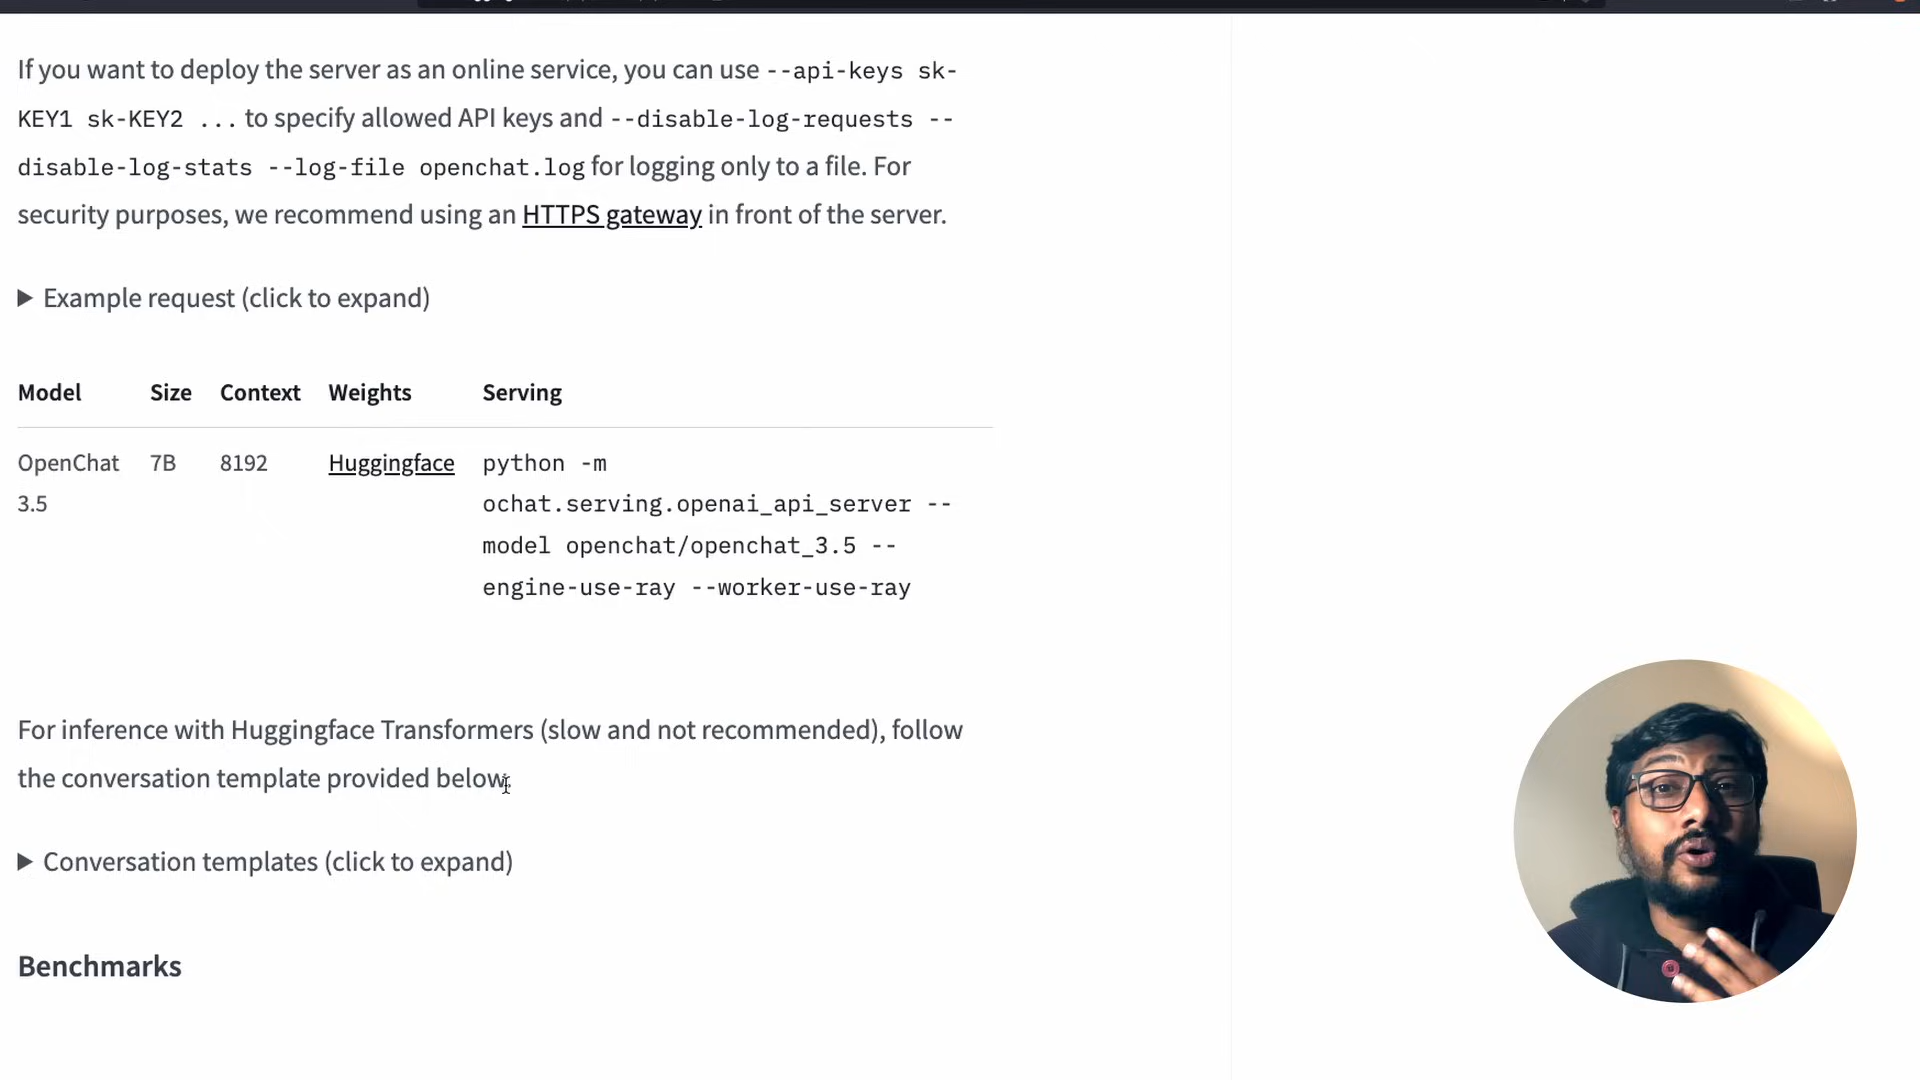 If you want to deploy the server as an online service, you can use --api-keys sk-
KEY1 sk-KEY2 ... to specify allowed API keys and --disable-log-requests --
disable-log-stats --log-file openchat.log for logging only to a file. For
security purposes, we recommend using an HTTPS gateway in front of the server.
▶ Example request (click to expand)
Model Size Context Weights Serving
OpenChat 7B 8192 Huggingface python -m
3.5 ochat.serving.openai_api_server --
model openchat/openchat_3.5 --
engine-use-ray --worker-use-ray
For inference with Huggingface Transformers (slow and not recommended), follow
the conversation template provided below.
▶ Conversation templates (click to expand)
Benchmarks